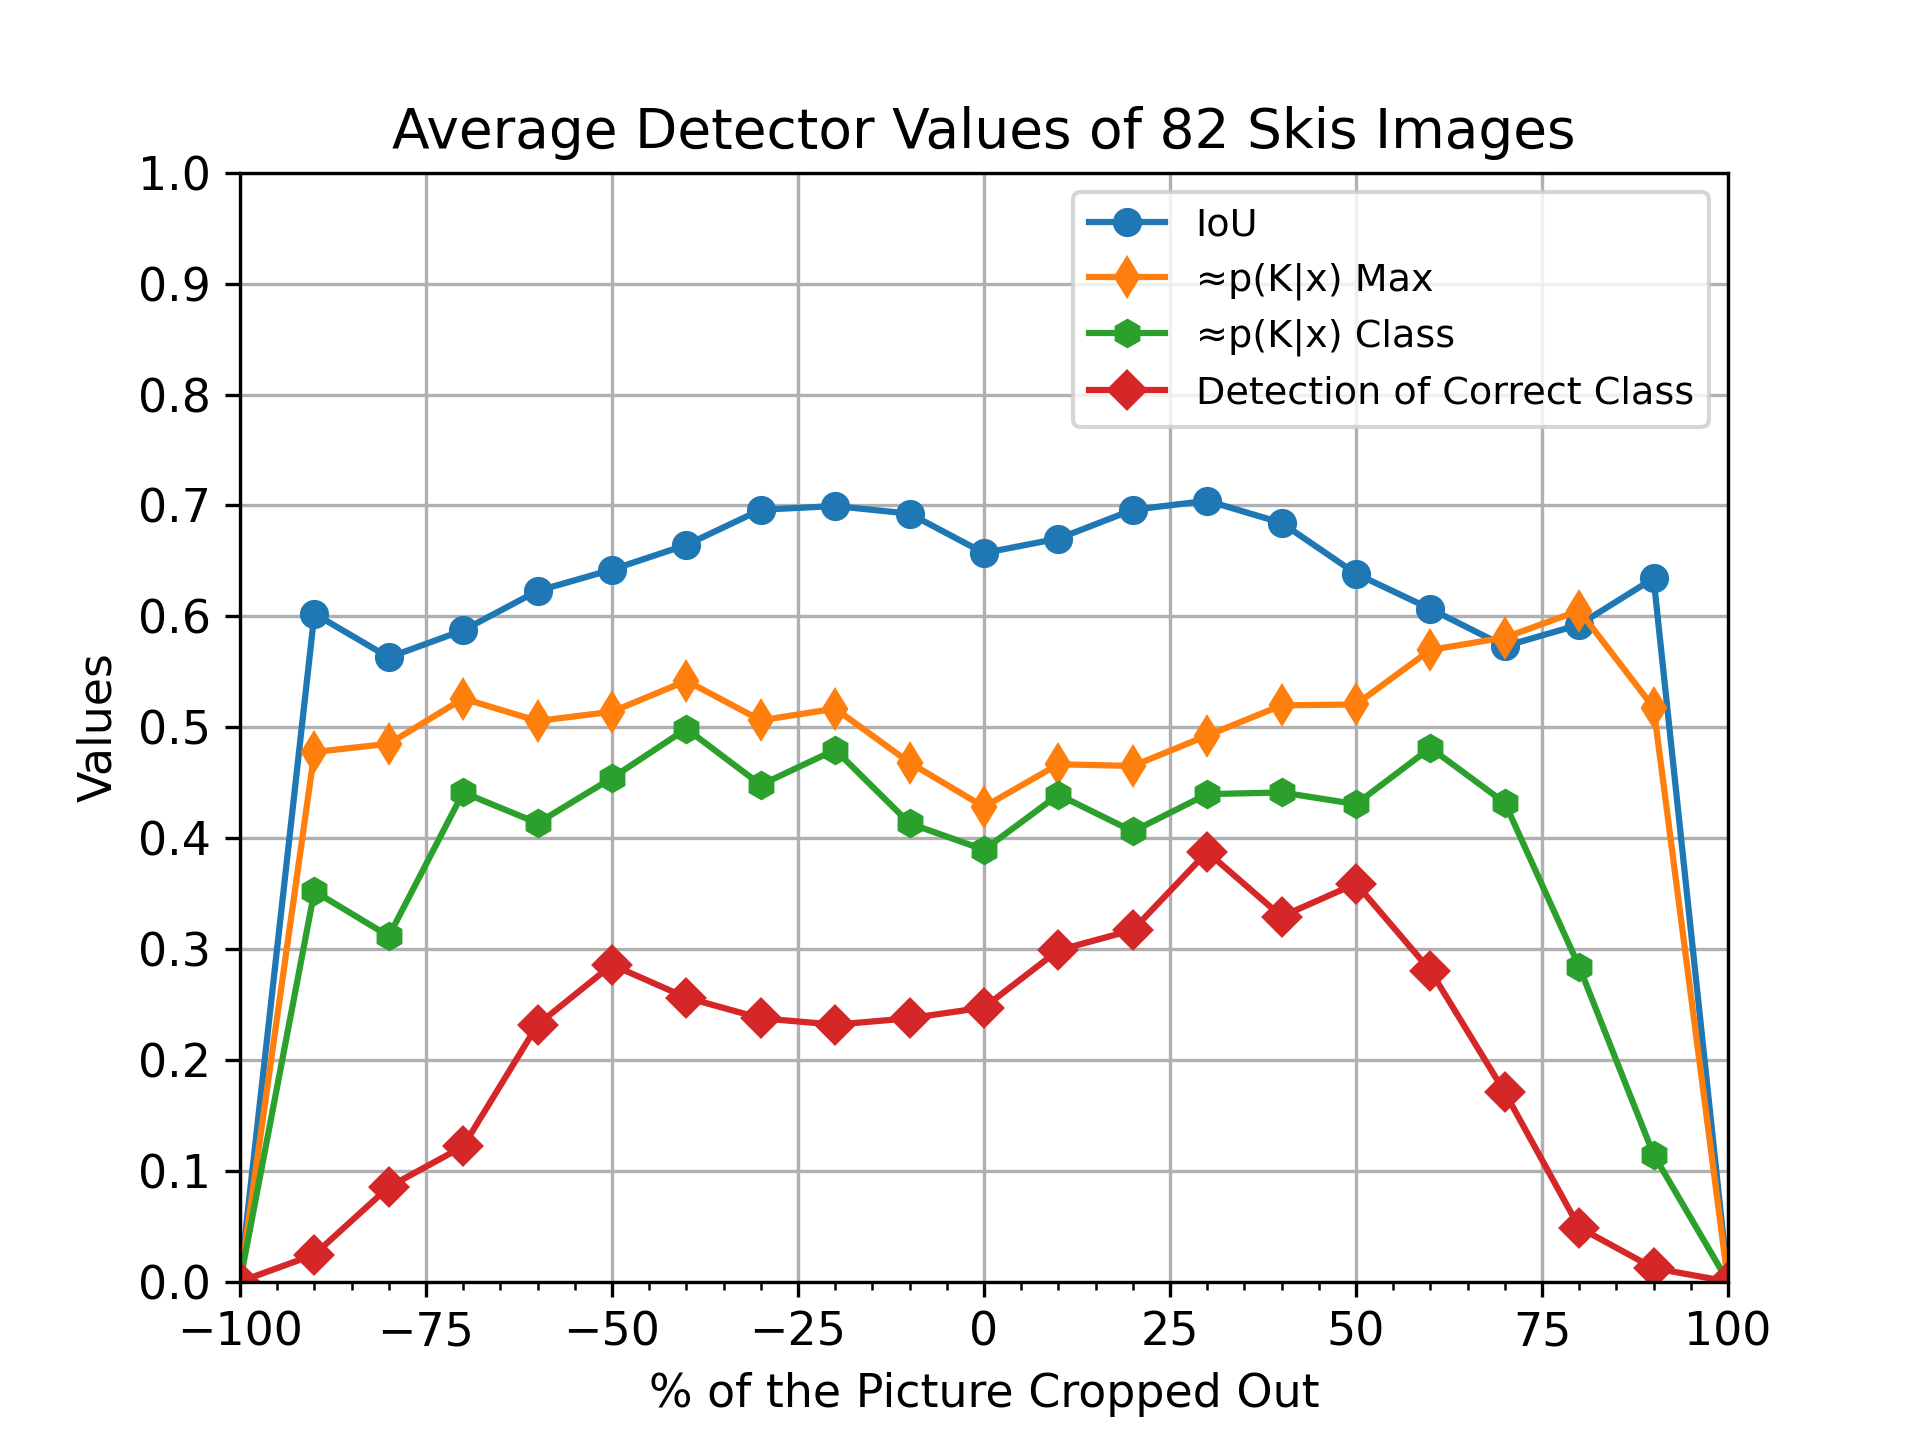 Average Detector Values of 82 Skis Images
1.0
0.9
0.8
0.7
0.6
0.5
0.4
0.3
0.2
0.1
0.0
Values
IoU
≈p(K|x) Max
≈p(K|x) Class
Detection of Correct Class
−100 −75 −50 −25 0 25 50 75 100
% of the Picture Cropped Out